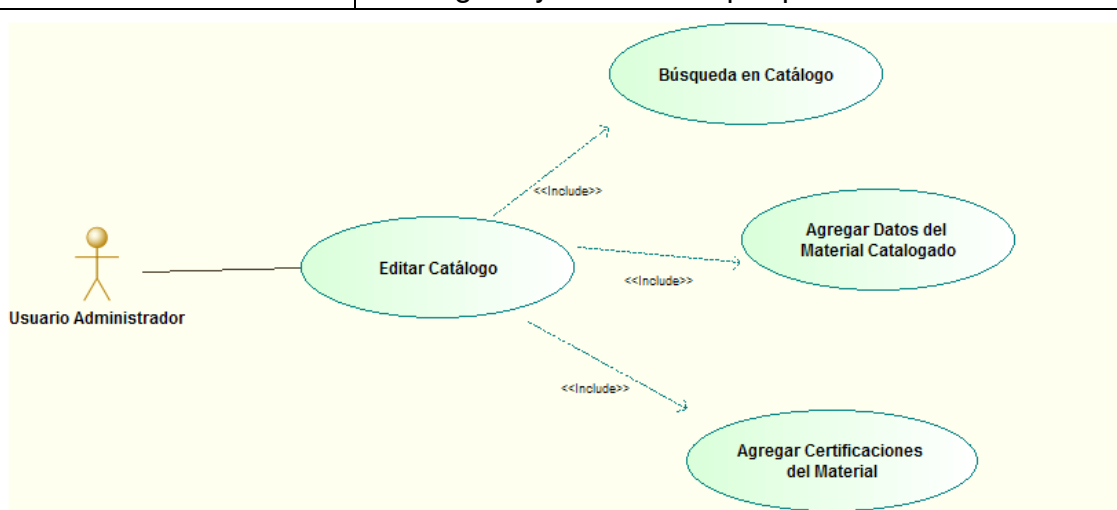 Búsqueda en Catálogo
<<Include>>
Agregar Datos del
Material Catalogado
Editar Catálogo
<<Include>>
Usuario Administrador
<<Include>>
Agregar Certificaciones
del Material